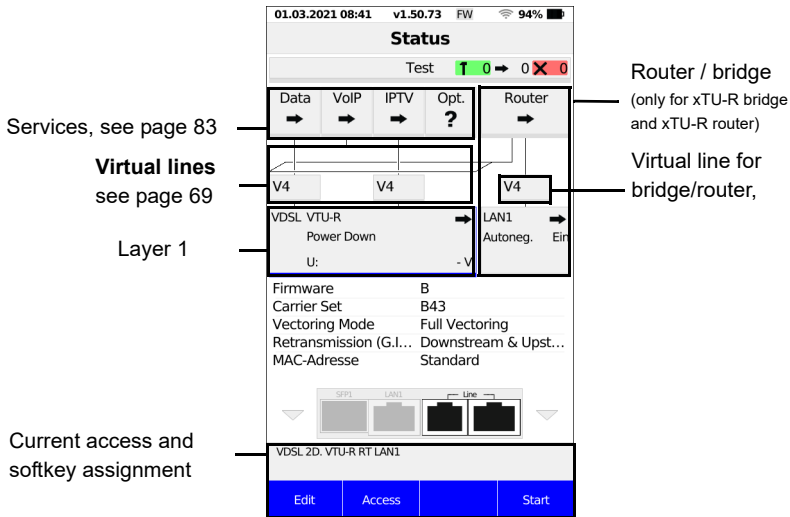 01.03.2021 08:41 v1.50.73 FW 94%
Status
Test 0 0 0
Data VoIP IPTV Opt. Router
?
Router / bridge
(only for xTU-R bridge
and xTU-R router)
Services, see page 83
Virtual lines
see page 69
V4 V4 V4
Virtual line for
bridge/router,
Layer 1
VDSL VTU-R
Power Down
U: - V
LAN1
Autoneg. Ein
Firmware B
Carrier Set B43
Vectoring Mode Full Vectoring
Retransmission (G.I... Downstream & Upst...
MAC-Adresse Standard
SFP1 LAN1 Line
Current access and
softkey assignment
VDSL 2D. VTU-R RT LAN1
Edit Access Start